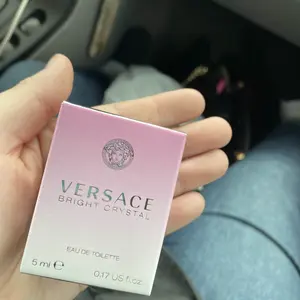 VERSACE
BRIGHT CRYSTAL
EAU DE TOILETTE
5 ml ℮ 0.17 US fl.oz.